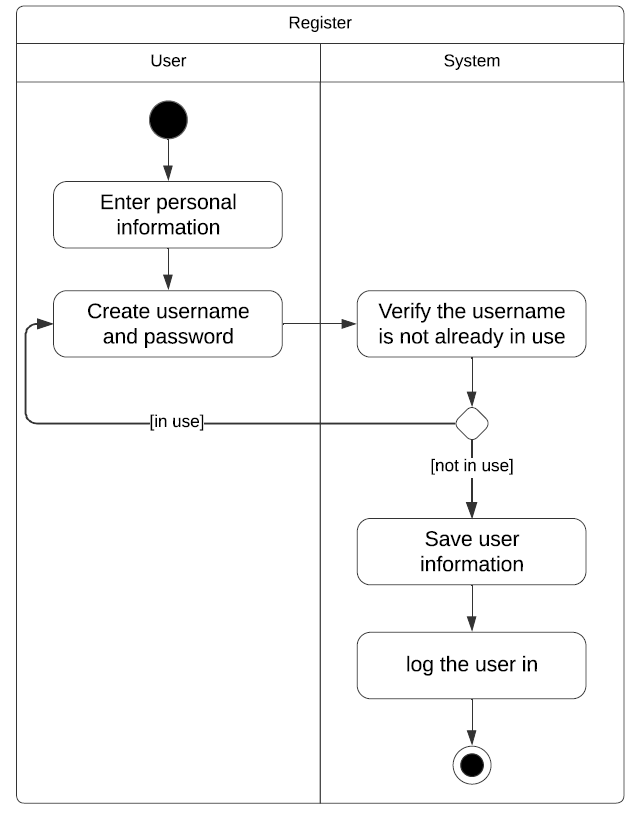 Register
User
System
Enter personal
information
Create username
and password
Verify the username
is not already in use
[in use]
[not in use]
Save user
information
log the user in